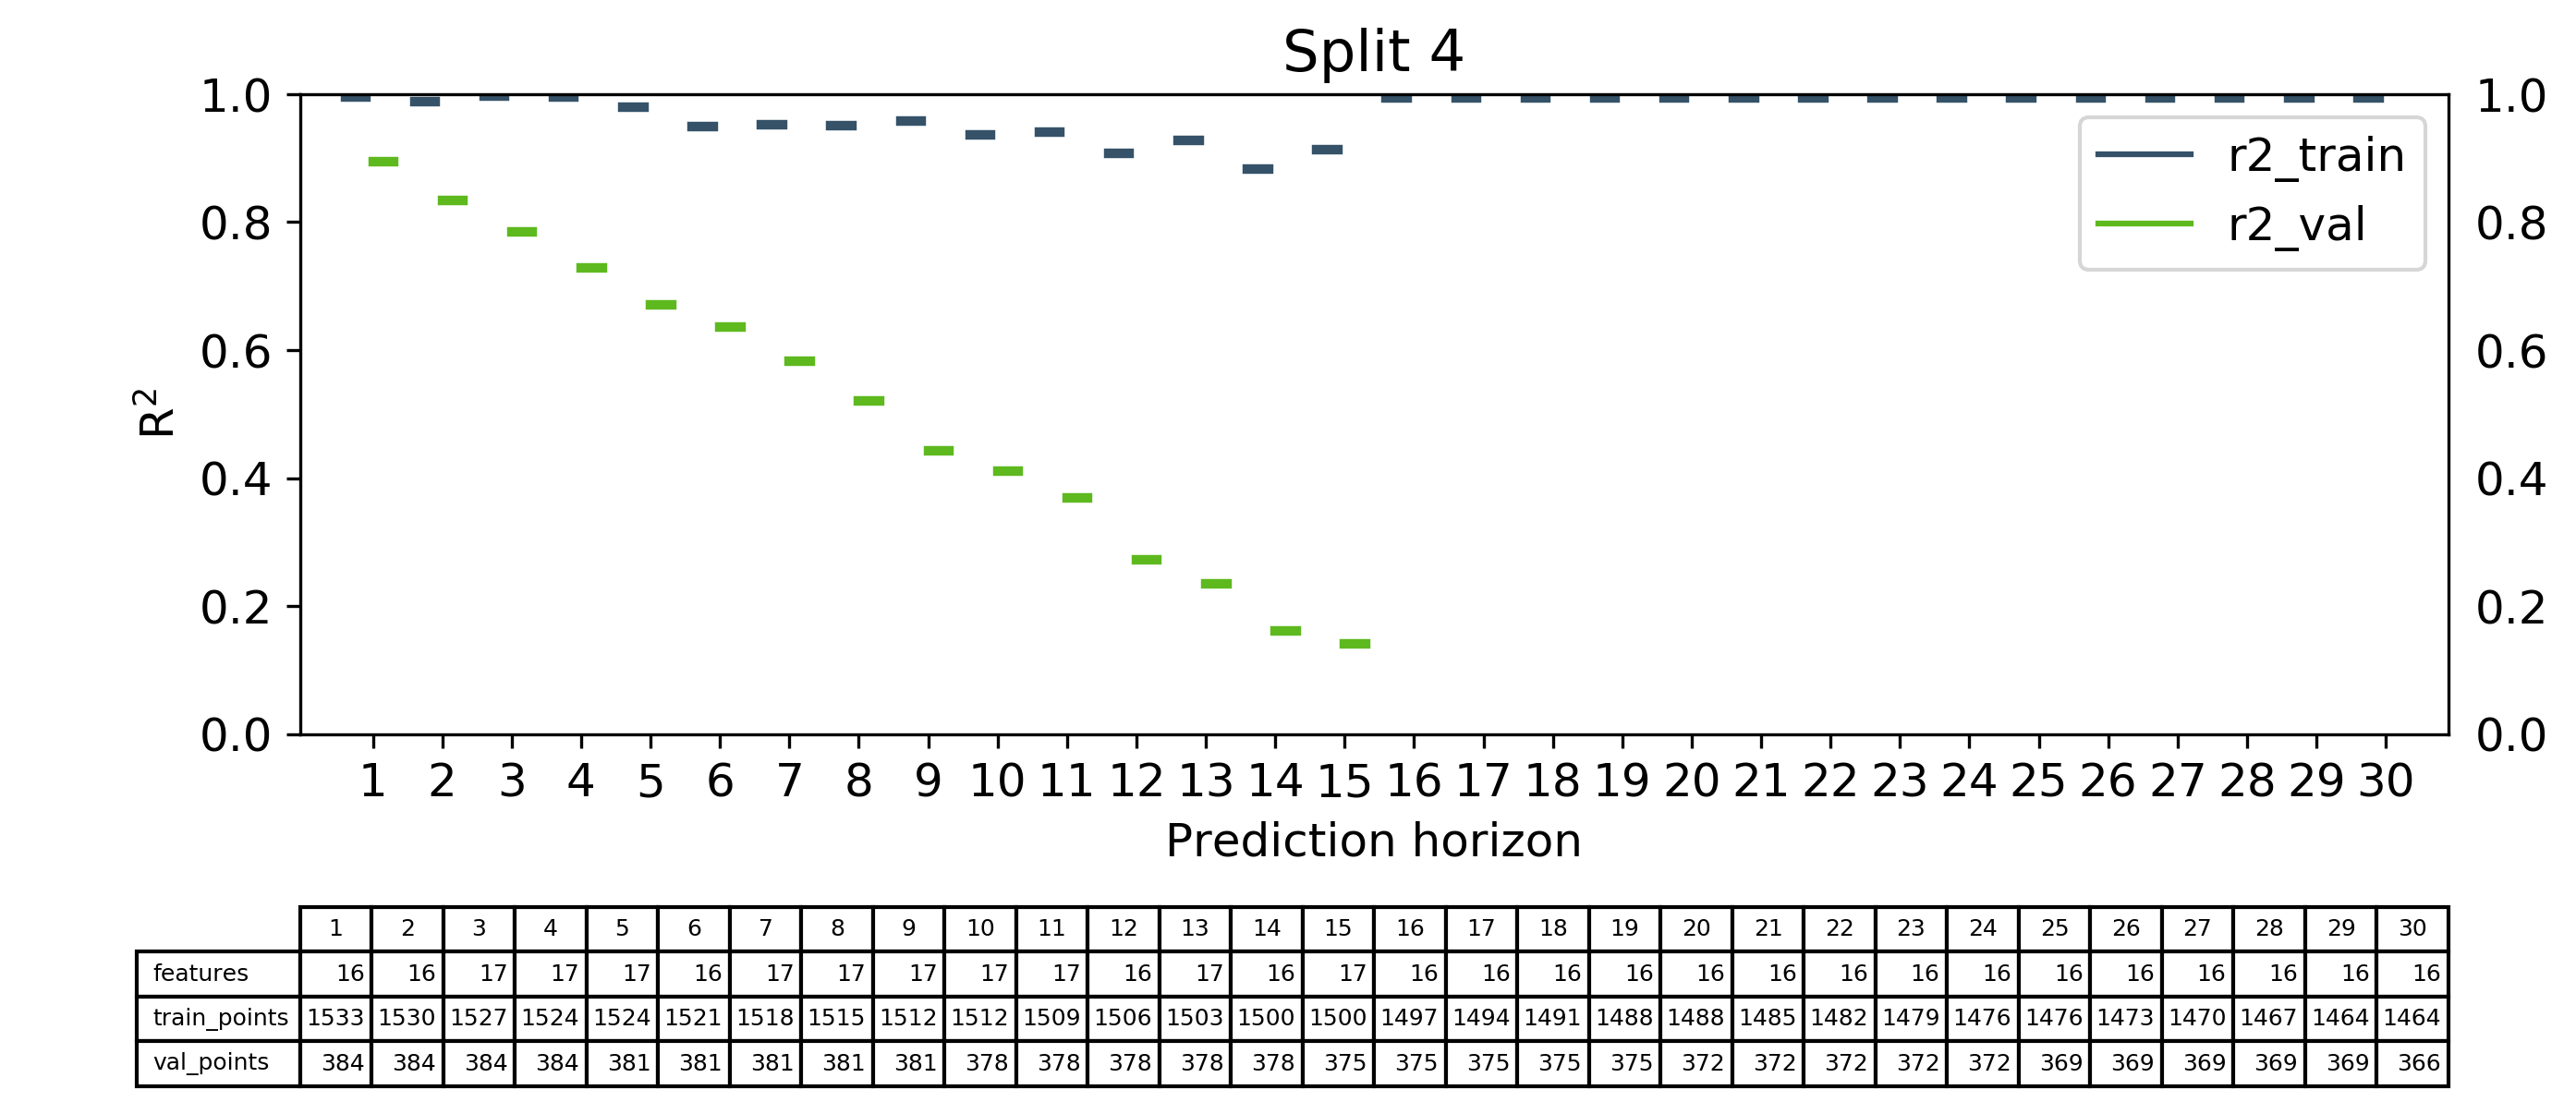 Split 4
1.0 1.0
r2_train
0.8 0.8
r2_val
0.6 0.6
R²
0.4 0.4
0.2 0.2
0.0 0.0
1 2 3 4 5 6 7 8 9 10 11 12 13 14 15 16 17 18 19 20 21 22 23 24 25 26 27 28 29 30
Prediction horizon
1 2 3 4 5 6 7 8 9 10 11 12 13 14 15 16 17 18 19 20 21 22 23 24 25 26 27 28 29 30
features 16 16 17 17 17 16 17 17 17 17 17 16 17 16 17 16 16 16 16 16 16 16 16 16 16 16 16 16 16 16
train_points 1533 1530 1527 1524 1524 1521 1518 1515 1512 1512 1509 1506 1503 1500 1500 1497 1494 1491 1488 1488 1485 1482 1479 1476 1476 1473 1470 1467 1464 1464
val_points 384 384 384 384 381 381 381 381 381 378 378 378 378 378 375 375 375 375 375 372 372 372 372 372 369 369 369 369 369 366